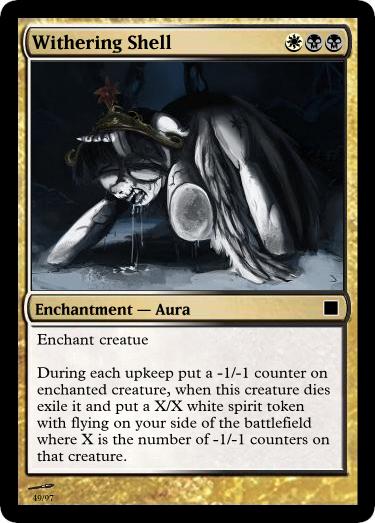 Withering Shell
Enchantment — Aura
Enchant creatue
During each upkeep put a -1/-1 counter on
enchanted creature, when this creature dies
exile it and put a X/X white spirit token
with flying on your side of the battlefield
where X is the number of -1/-1 counters on
that creature.
49/97